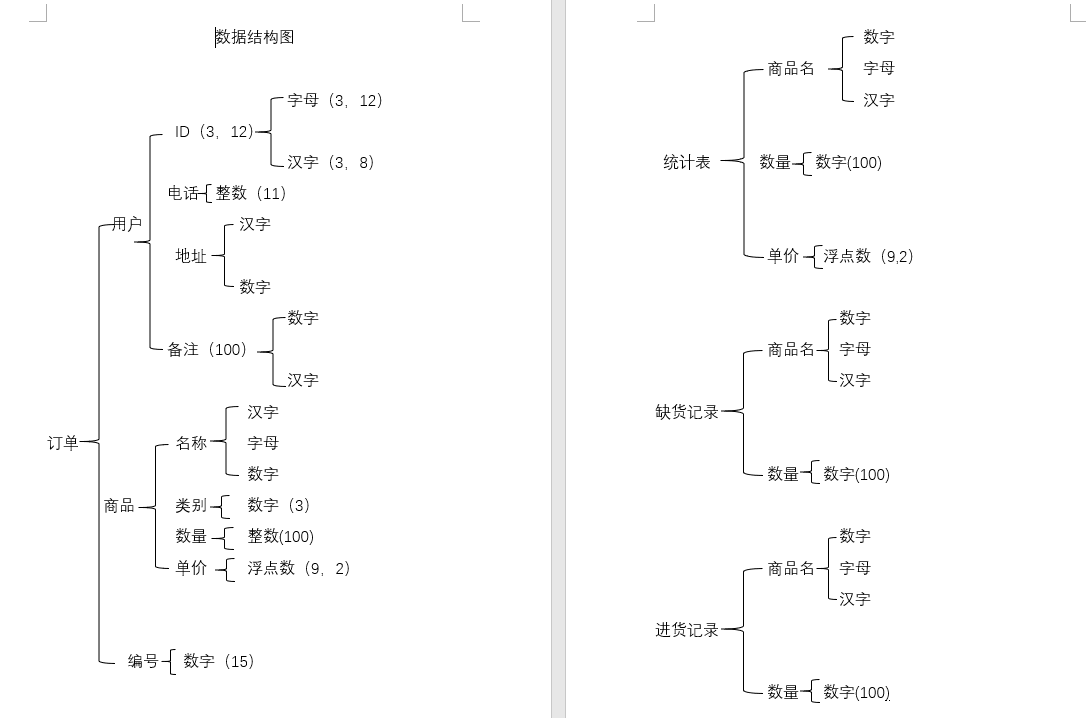 数据结构图
字母（3，12）
ID（3，12）
汉字（3，8）
电话
整数（11）
用户
汉字
地址
数字
数字
备注（100）
汉字
汉字
订单
名称
字母
数字
商品
类别
数字（3）
数量
整数(100)
单价
浮点数（9，2）
编号
数字（15）
数字
商品名
字母
汉字
统计表
数量
数字(100)
单价
浮点数（9,2）
数字
商品名
字母
汉字
缺货记录
数量
数字(100)
数字
商品名
字母
汉字
进货记录
数量
数字(100)